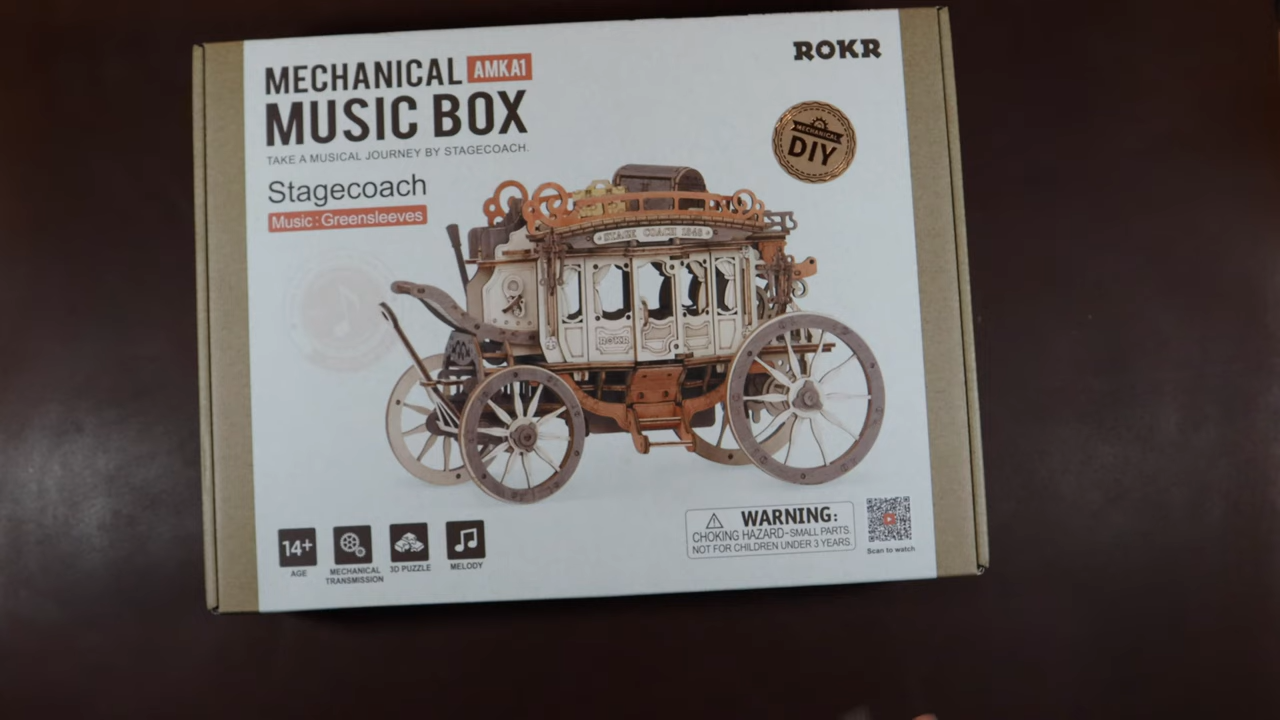 MECHANICAL AMKA1
MUSIC BOX
TAKE A MUSICAL JOURNEY BY STAGECOACH.
Stagecoach
Music: Greensleeves
ROKR
MECHANICAL
DIY
STAGE COACH 1848
ROKR
14+
AGE
MECHANICAL
TRANSMISSION
3D PUZZLE
MELODY
WARNING:
CHOKING HAZARD-SMALL PARTS.
NOT FOR CHILDREN UNDER 3 YEARS.
Scan to watch